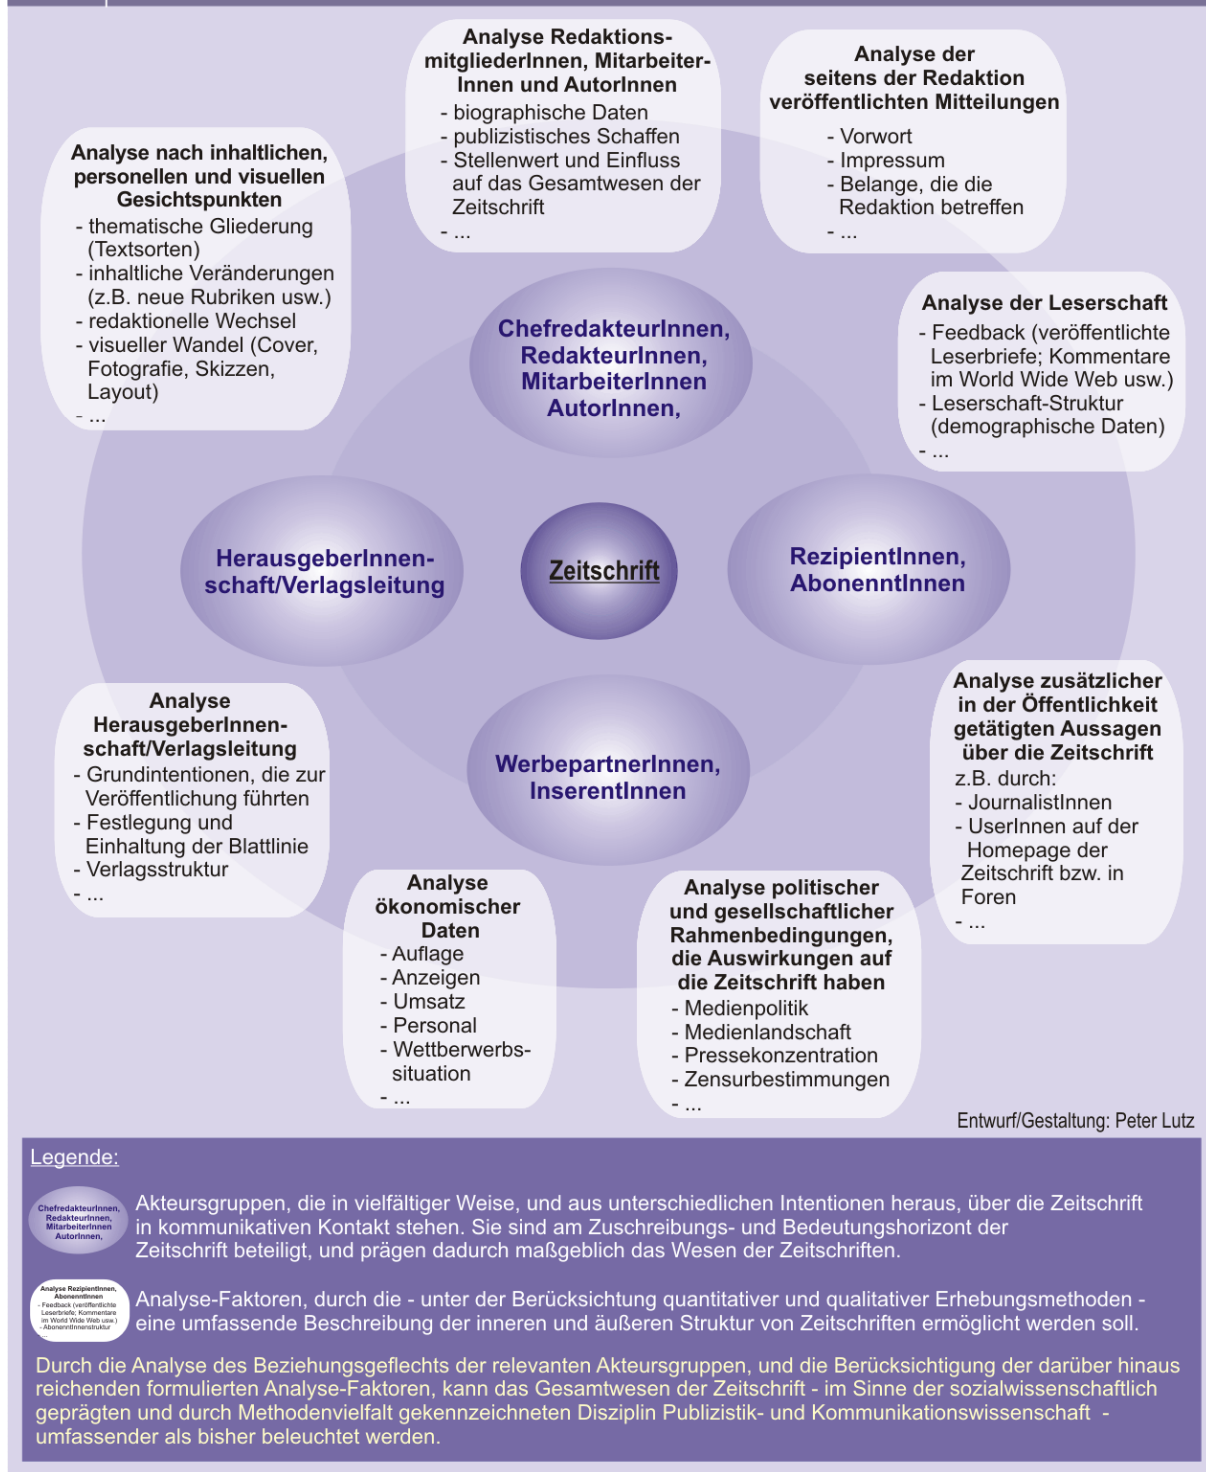 Analyse Redaktions-
mitgliederInnen, Mitarbeiter-
Innen und AutorInnen
- biographische Daten
- publizistisches Schaffen
- Stellenwert und Einfluss
auf das Gesamtwesen der
Zeitschrift
- ...
Analyse der
seitens der Redaktion
veröffentlichten Mitteilungen
- Vorwort
- Impressum
- Belange, die die
Redaktion betreffen
- ...
Analyse nach inhaltlichen,
personellen und visuellen
Gesichtspunkten
- thematische Gliederung
(Textsorten)
- inhaltliche Veränderungen
(z.B. neue Rubriken usw.)
- redaktionelle Wechsel
- visueller Wandel (Cover,
Fotografie, Skizzen,
Layout)
- ...
Analyse der Leserschaft
- Feedback (veröffentlichte
Leserbriefe; Kommentare
im World Wide Web usw.)
- Leserschaft-Struktur
(demographische Daten)
- ...
ChefredakteurInnen,
RedakteurInnen,
MitarbeiterInnen
AutorInnen,
HerausgeberInnen-
schaft/Verlagsleitung
Zeitschrift
RezipientInnen,
AbonenntInnen
WerbepartnerInnen,
InserentInnen
Analyse
HerausgeberInnen-
schaft/Verlagsleitung
- Grundintentionen, die zur
Veröffentlichung führten
- Festlegung und
Einhaltung der Blattlinie
- Verlagsstruktur
- ...
Analyse zusätzlicher
in der Öffentlichkeit
getätigten Aussagen
über die Zeitschrift
z.B. durch:
- JournalistInnen
- UserInnen auf der
Homepage der
Zeitschrift bzw. in
Foren
- ...
Analyse
ökonomischer
Daten
- Auflage
- Anzeigen
- Umsatz
- Personal
- Wettberwerbs-
situation
- ...
Analyse politischer
und gesellschaftlicher
Rahmenbedingungen,
die Auswirkungen auf
die Zeitschrift haben
- Medienpolitik
- Medienlandschaft
- Pressekonzentration
- Zensurbestimmungen
- ...
Entwurf/Gestaltung: Peter Lutz
Legende:
ChefredakteurInnen,
RedakteurInnen,
MitarbeiterInnen
AutorInnen,
Akteursgruppen, die in vielfältiger Weise, und aus unterschiedlichen Intentionen heraus, über die Zeitschrift
in kommunikativen Kontakt stehen. Sie sind am Zuschreibungs- und Bedeutungshorizont der
Zeitschrift beteiligt, und prägen dadurch maßgeblich das Wesen der Zeitschriften.
Analyse RezipientInnen,
AbonenntInnen
- Feedback (veröffentlichte
Leserbriefe; Kommentare
im World Wide Web usw.)
- AbonenntInnenstruktur
...
Analyse-Faktoren, durch die - unter der Berücksichtung quantitativer und qualitativer Erhebungsmethoden -
eine umfassende Beschreibung der inneren und äußeren Struktur von Zeitschriften ermöglicht werden soll.
Durch die Analyse des Beziehungsgeflechts der relevanten Akteursgruppen, und die Berücksichtigung der darüber hinaus
reichenden formulierten Analyse-Faktoren, kann das Gesamtwesen der Zeitschrift - im Sinne der sozialwissenschaftlich
geprägten und durch Methodenvielfalt gekennzeichneten Disziplin Publizistik- und Kommunikationswissenschaft -
umfassender als bisher beleuchtet werden.